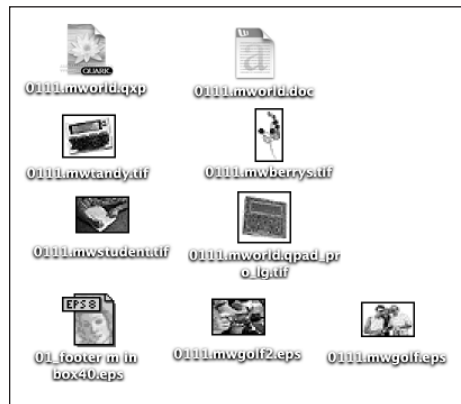 QUARK
0111.mworld.qxp
0111.mworld.doc
0111.mwtandy.tif
0111.mwberrys.tif
0111.mwstudent.tif
0111.mworld.qpad_pr
o_lg.tif
EPS 8
01_footer m in
box40.eps
0111.mwgolf2.eps
0111.mwgolf.eps